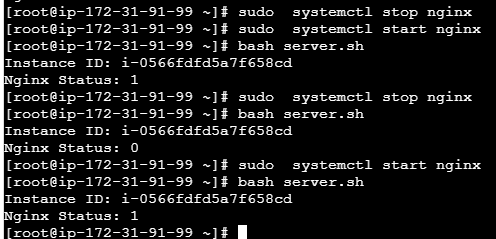 [root@ip-172-31-91-99 ~]# sudo  systemctl stop nginx
[root@ip-172-31-91-99 ~]# sudo  systemctl start nginx
[root@ip-172-31-91-99 ~]# bash server.sh
Instance ID: i-0566fdfd5a7f658cd
Nginx Status: 1
[root@ip-172-31-91-99 ~]# sudo  systemctl stop nginx
[root@ip-172-31-91-99 ~]# bash server.sh
Instance ID: i-0566fdfd5a7f658cd
Nginx Status: 0
[root@ip-172-31-91-99 ~]# sudo  systemctl start nginx
[root@ip-172-31-91-99 ~]# bash server.sh
Instance ID: i-0566fdfd5a7f658cd
Nginx Status: 1
[root@ip-172-31-91-99 ~]#